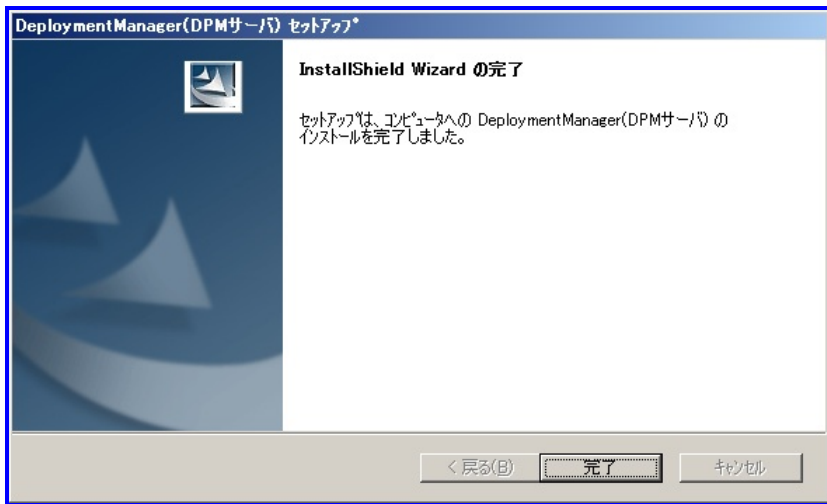 DeploymentManager(DPMサーバ) セットアップ
InstallShield Wizard の完了
セットアップは、コンピュータへの DeploymentManager(DPMサーバ) の
インストールを完了しました。
< 戻る(B)
完了
キャンセル